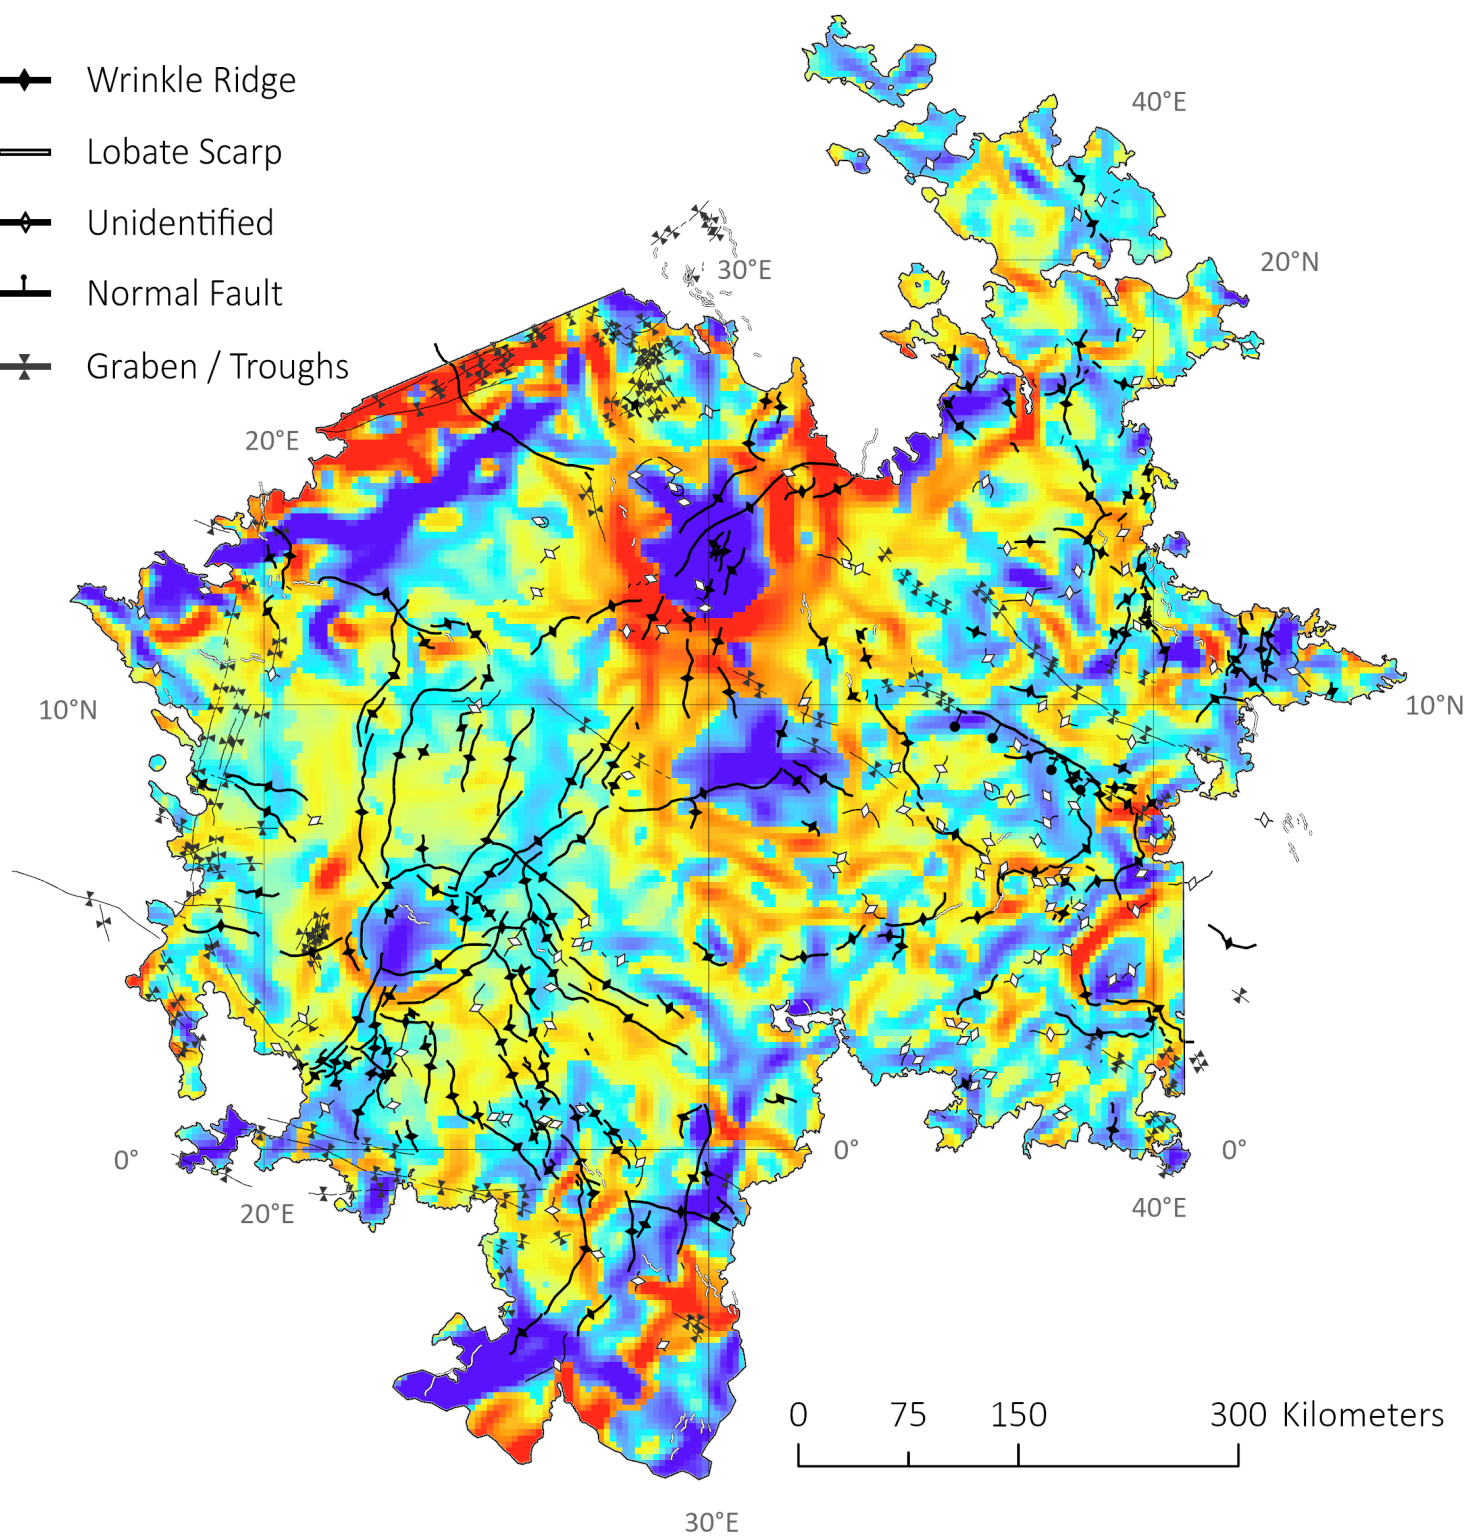 Wrinkle Ridge
Lobate Scarp
Unidentified
Normal Fault
Graben / Troughs
40°E
20°N
30°E
20°E
10°N
10°N
0°
0°
0°
20°E
40°E
0 75 150 300 Kilometers
30°E